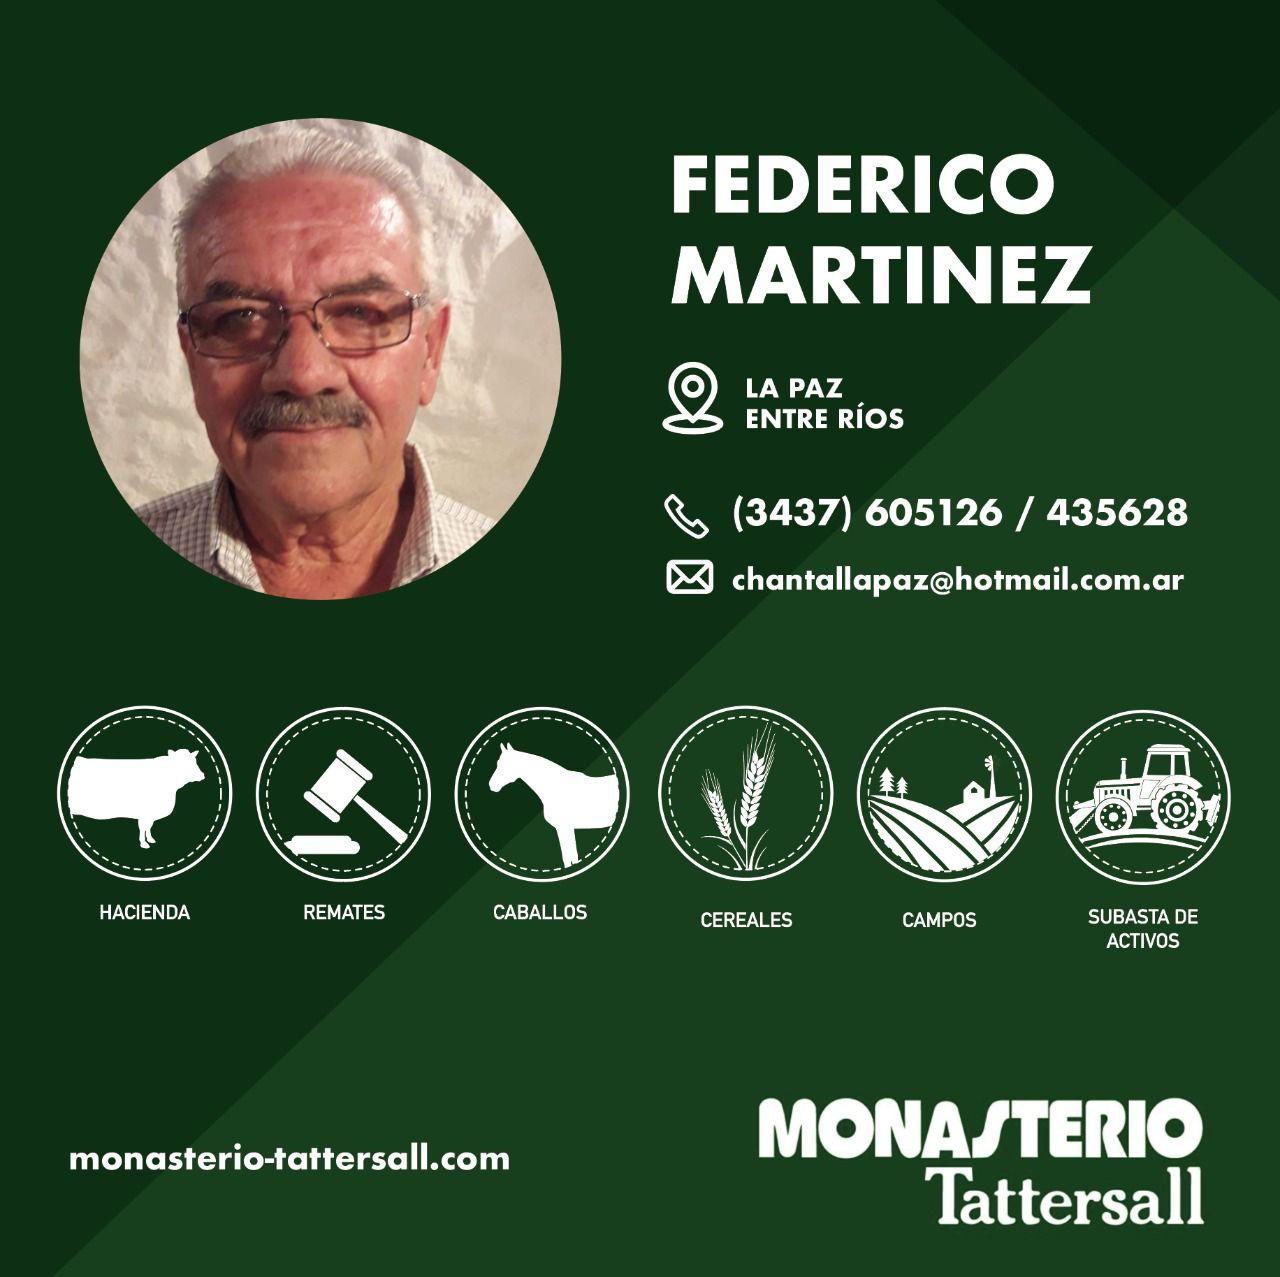 FEDERICO
MARTINEZ
LA PAZ
ENTRE RÍOS
(3437) 605126 / 435628
chantallapaz@hotmail.com.ar
HACIENDA
REMATES
CABALLOS
CEREALES
CAMPOS
SUBASTA DE
ACTIVOS
monasterio-tattersall.com
MONASTERIO
Tattersall